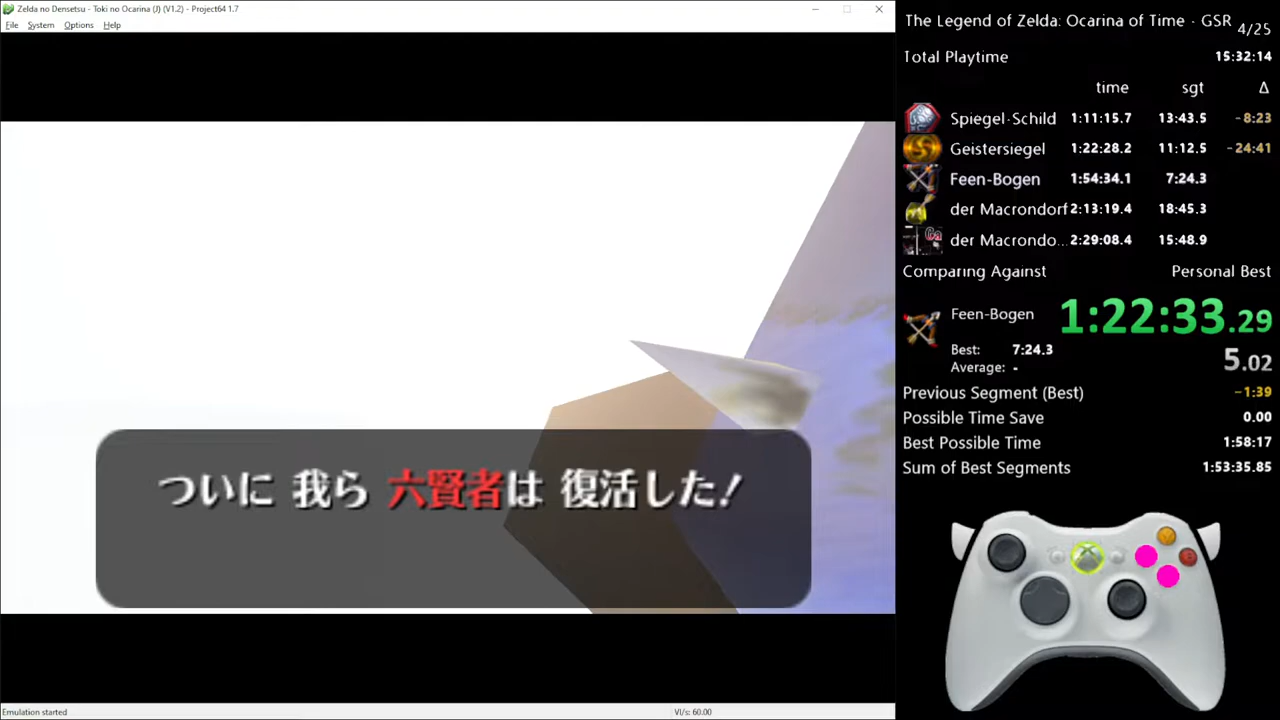 Zelda no Densetsu - Toki no Ocarina (J) (V1.2) - Project64 1.7
File System Options Help
ついに 我ら 六賢者は 復活した!
Emulation started
VI/s: 60.00
The Legend of Zelda: Ocarina of Time · GSR
4/25
Total Playtime 15:32:14
time sgt Δ
Spiegel-Schild 1:11:15.7 13:43.5 -8:23
Geistersiegel 1:22:28.2 11:12.5 -24:41
Feen-Bogen 1:54:34.1 7:24.3
der Macrondorf 2:13:19.4 18:45.3
der Macrondo... 2:29:08.4 15:48.9
Comparing Against Personal Best
Feen-Bogen 1:22:33.29
Best: 7:24.3
Average: -
5.02
Previous Segment (Best) -1:39
Possible Time Save 0.00
Best Possible Time 1:58:17
Sum of Best Segments 1:53:35.85